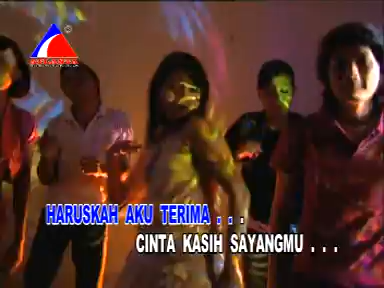 HARUSKAH AKU TERIMA . . .
CINTA KASIH SAYANGMU . . .